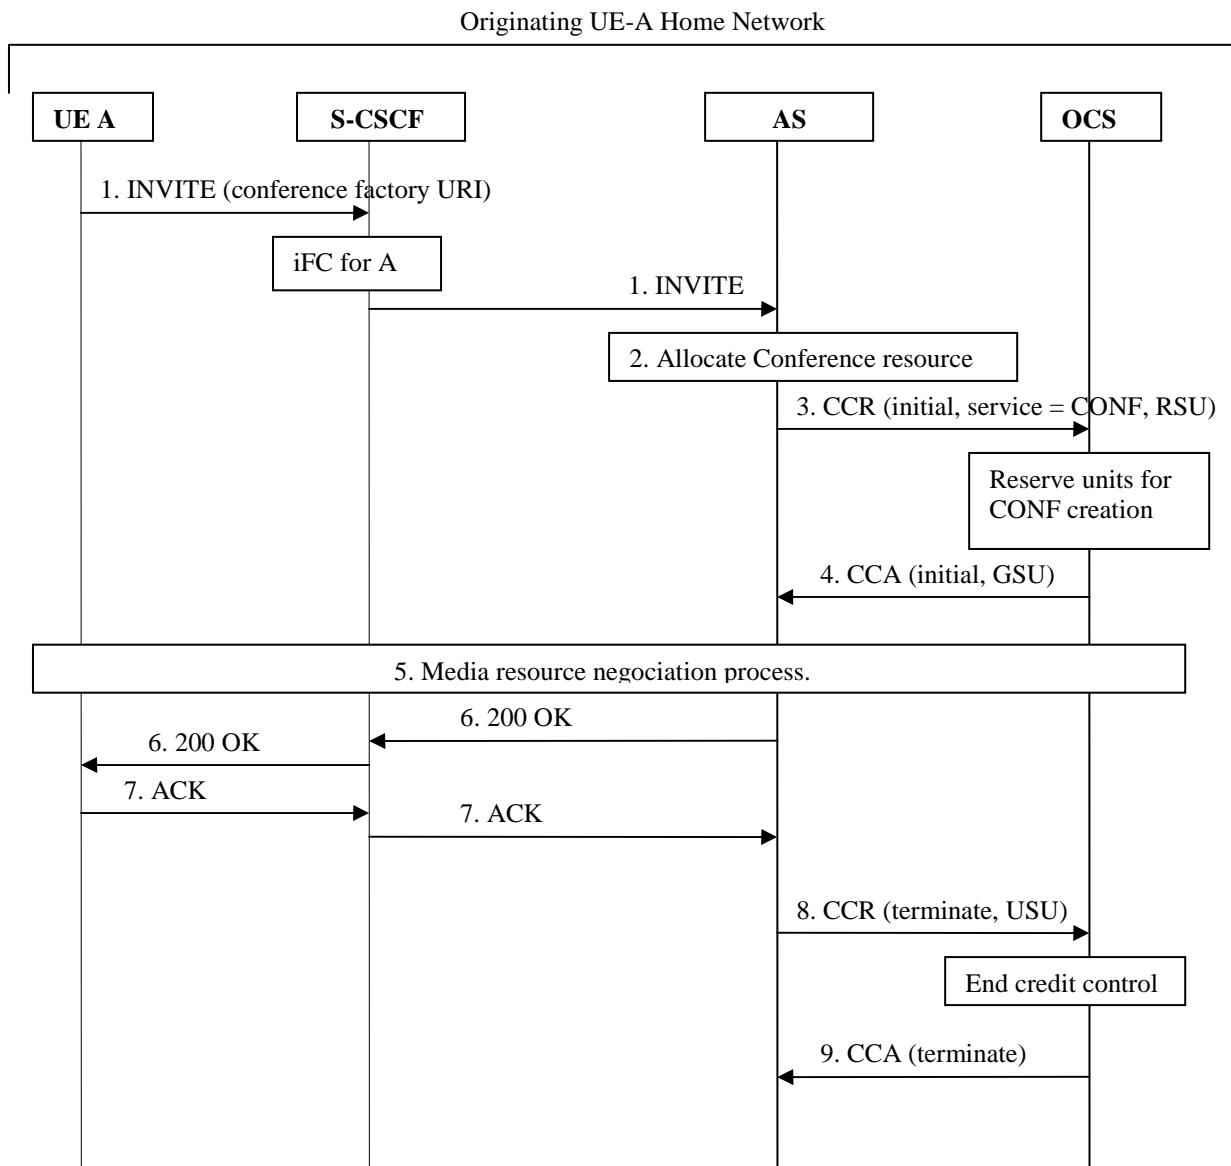 Originating UE-A Home Network
UE A
S-CSCF
AS
OCS
1. INVITE (conference factory URI)
iFC for A
1. INVITE
2. Allocate Conference resource
3. CCR (initial, service = CONF, RSU)
Reserve units for
CONF creation
4. CCA (initial, GSU)
5. Media resource negociation process.
6. 200 OK
6. 200 OK
7. ACK
7. ACK
8. CCR (terminate, USU)
End credit control
9. CCA (terminate)